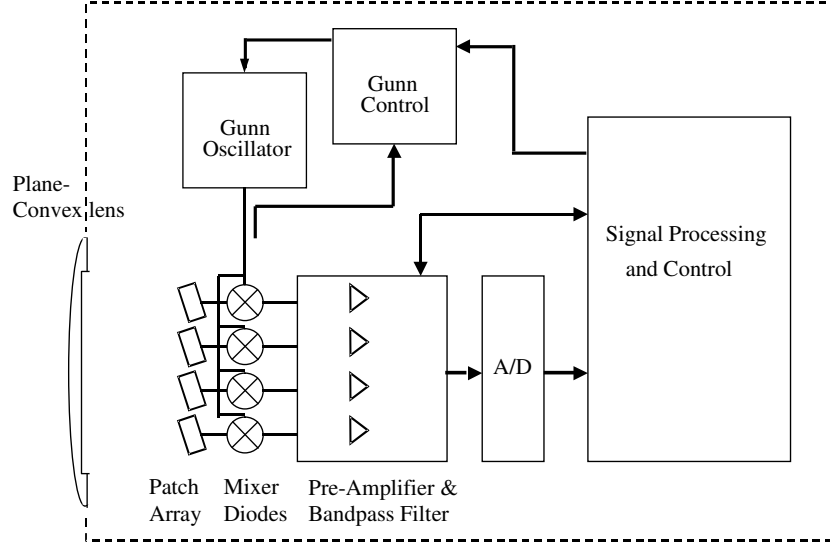 Gunn
Control
Gunn
Oscillator
Plane-
Convex lens
Signal Processing
and Control
A/D
Patch
Array
Mixer
Diodes
Pre-Amplifier &
Bandpass Filter